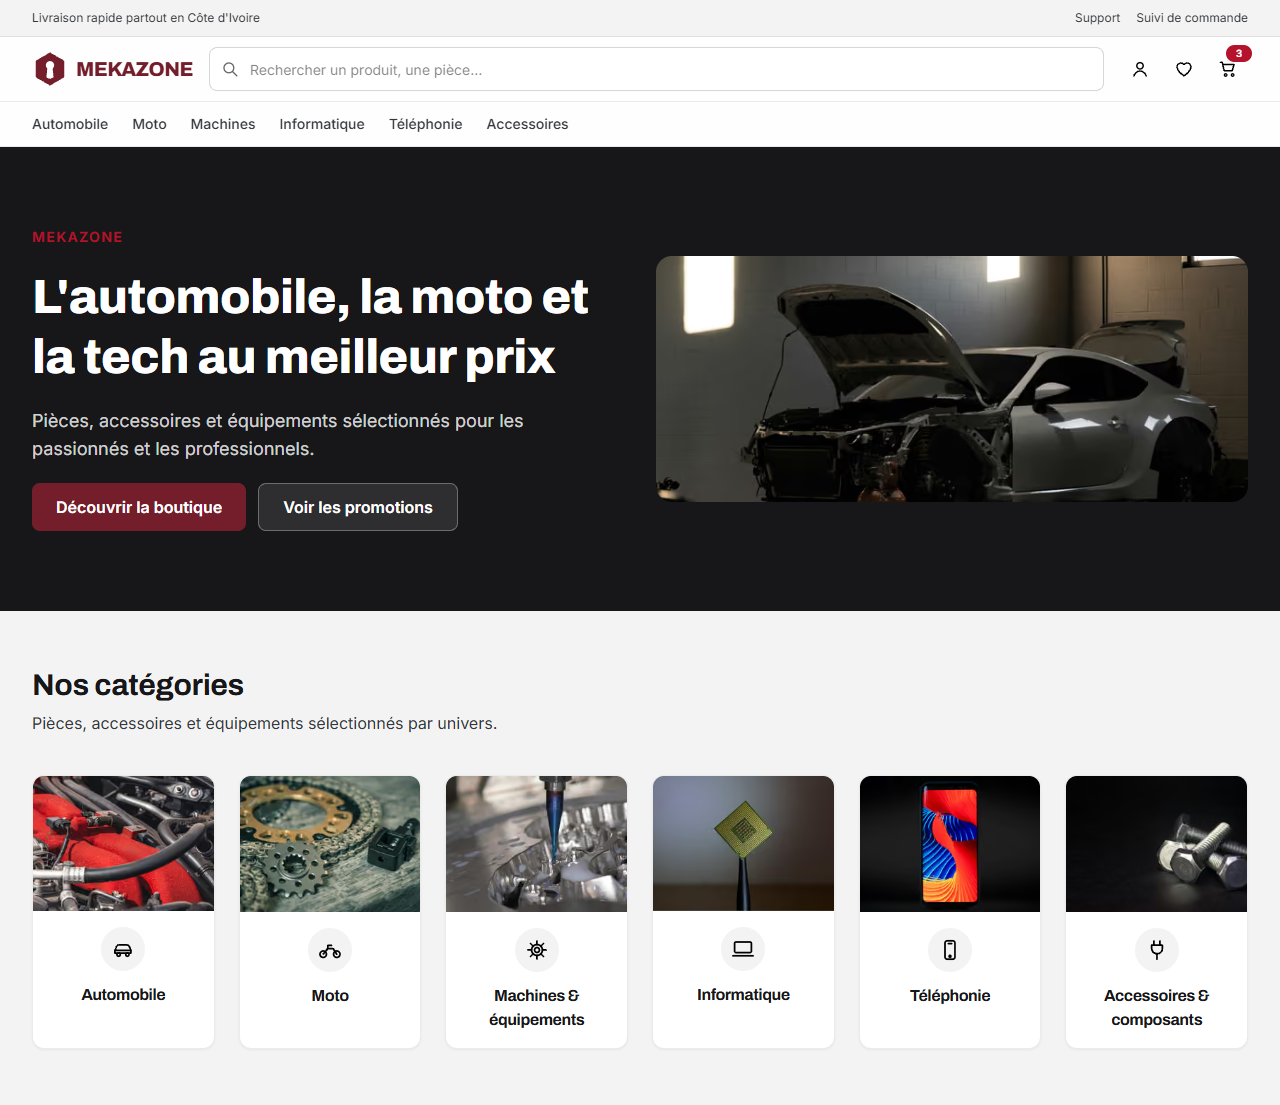 Livraison rapide partout en Côte d'Ivoire
Support
Suivi de commande
MEKAZONE
Rechercher un produit, une pièce...
3
Automobile
Moto
Machines
Informatique
Téléphonie
Accessoires
MEKAZONE
L'automobile, la moto et
la tech au meilleur prix
Pièces, accessoires et équipements sélectionnés pour les
passionnés et les professionnels.
Découvrir la boutique
Voir les promotions
Nos catégories
Pièces, accessoires et équipements sélectionnés par univers.
Automobile
Moto
Machines &
équipements
Informatique
Téléphonie
Accessoires &
composants